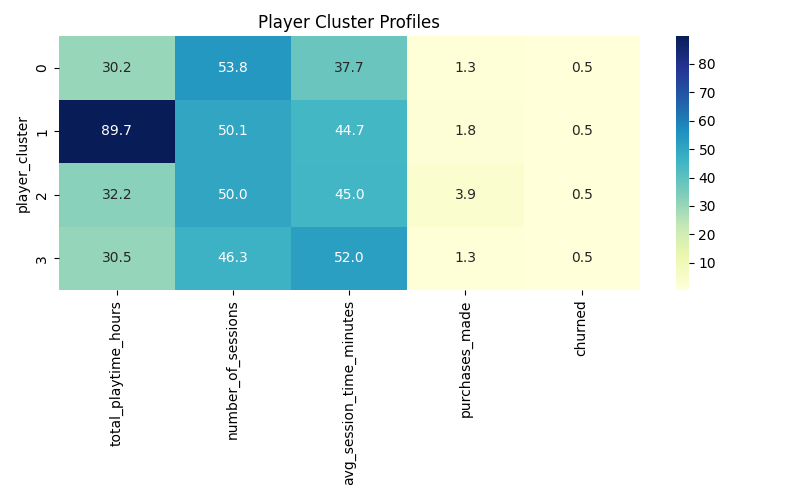 Player Cluster Profiles
player_cluster
0 30.2 53.8 37.7 1.3 0.5
1 89.7 50.1 44.7 1.8 0.5
2 32.2 50.0 45.0 3.9 0.5
3 30.5 46.3 52.0 1.3 0.5
total_playtime_hours
number_of_sessions
avg_session_time_minutes
purchases_made
churned
80
70
60
50
40
30
20
10